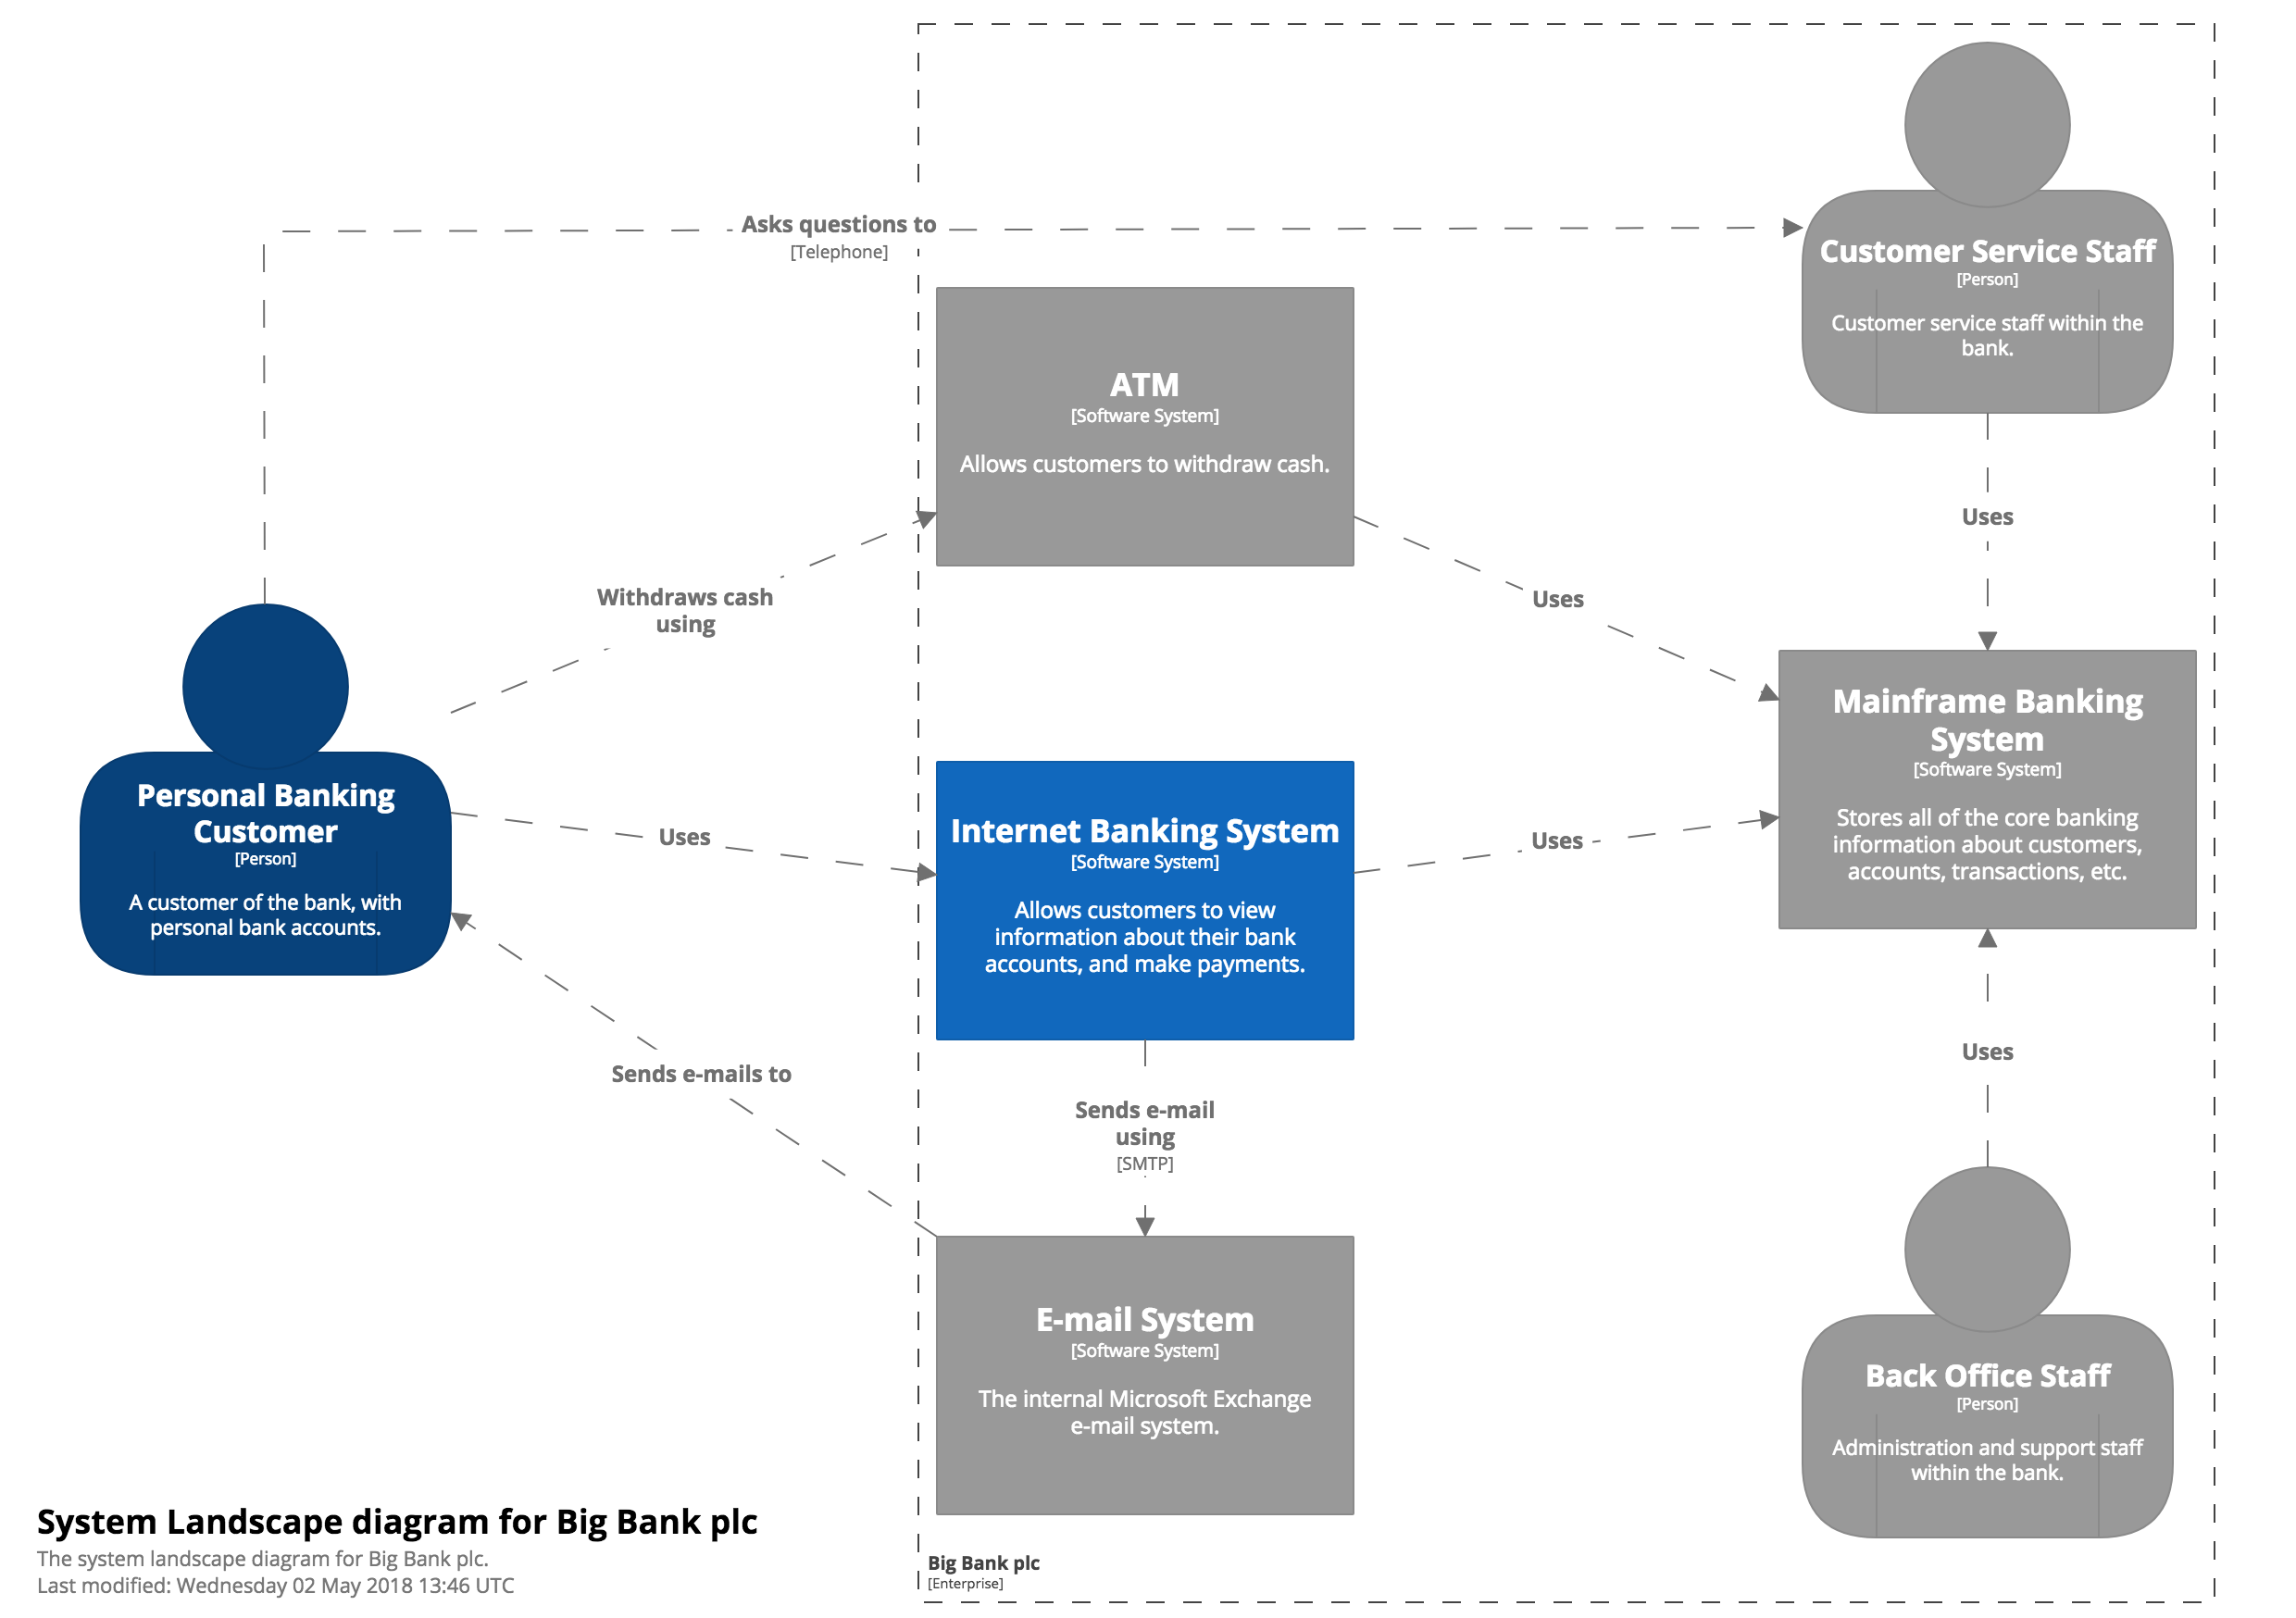 Asks questions to
[Telephone]
Customer Service Staff
[Person]
Customer service staff within the
bank.
ATM
[Software System]
Allows customers to withdraw cash.
Uses
Withdraws cash
using
Uses
Mainframe Banking
System
[Software System]
Stores all of the core banking
information about customers,
accounts, transactions, etc.
Personal Banking
Customer
[Person]
A customer of the bank, with
personal bank accounts.
Uses
Internet Banking System
[Software System]
Allows customers to view
information about their bank
accounts, and make payments.
Uses
Sends e-mails to
Sends e-mail
using
[SMTP]
Uses
E-mail System
[Software System]
The internal Microsoft Exchange
e-mail system.
Back Office Staff
[Person]
Administration and support staff
within the bank.
System Landscape diagram for Big Bank plc
The system landscape diagram for Big Bank plc.
Last modified: Wednesday 02 May 2018 13:46 UTC
Big Bank plc
[Enterprise]